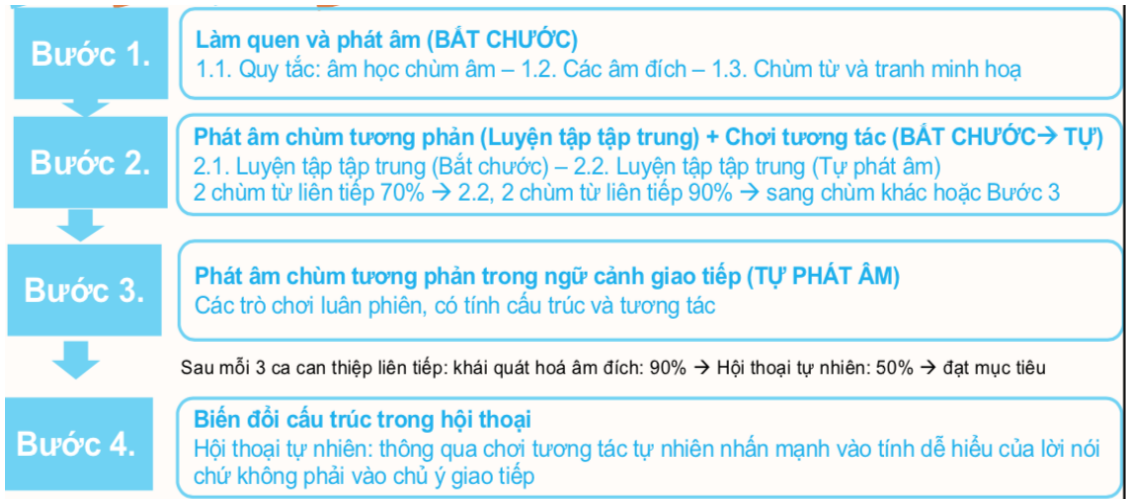 Bước 1.
Làm quen và phát âm (BẮT CHƯỚC)
1.1. Quy tắc: âm học chùm âm – 1.2. Các âm đích – 1.3. Chùm từ và tranh minh hoạ
Bước 2.
Phát âm chùm tương phản (Luyện tập tập trung) + Chơi tương tác (BẮT CHƯỚC→ TỰ)
2.1. Luyện tập tập trung (Bắt chước) – 2.2. Luyện tập tập trung (Tự phát âm)
2 chùm từ liên tiếp 70% → 2.2, 2 chùm từ liên tiếp 90% → sang chùm khác hoặc Bước 3
Bước 3.
Phát âm chùm tương phản trong ngữ cảnh giao tiếp (TỰ PHÁT ÂM)
Các trò chơi luân phiên, có tính cấu trúc và tương tác
Sau mỗi 3 ca can thiệp liên tiếp: khái quát hoá âm đích: 90% → Hội thoại tự nhiên: 50% → đạt mục tiêu
Bước 4.
Biến đổi cấu trúc trong hội thoại
Hội thoại tự nhiên: thông qua chơi tương tác tự nhiên nhấn mạnh vào tính dễ hiểu của lời nói
chứ không phải vào chủ ý giao tiếp